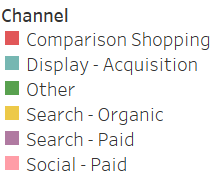 Channel
Comparison Shopping
Display - Acquisition
Other
Search - Organic
Search - Paid
Social - Paid